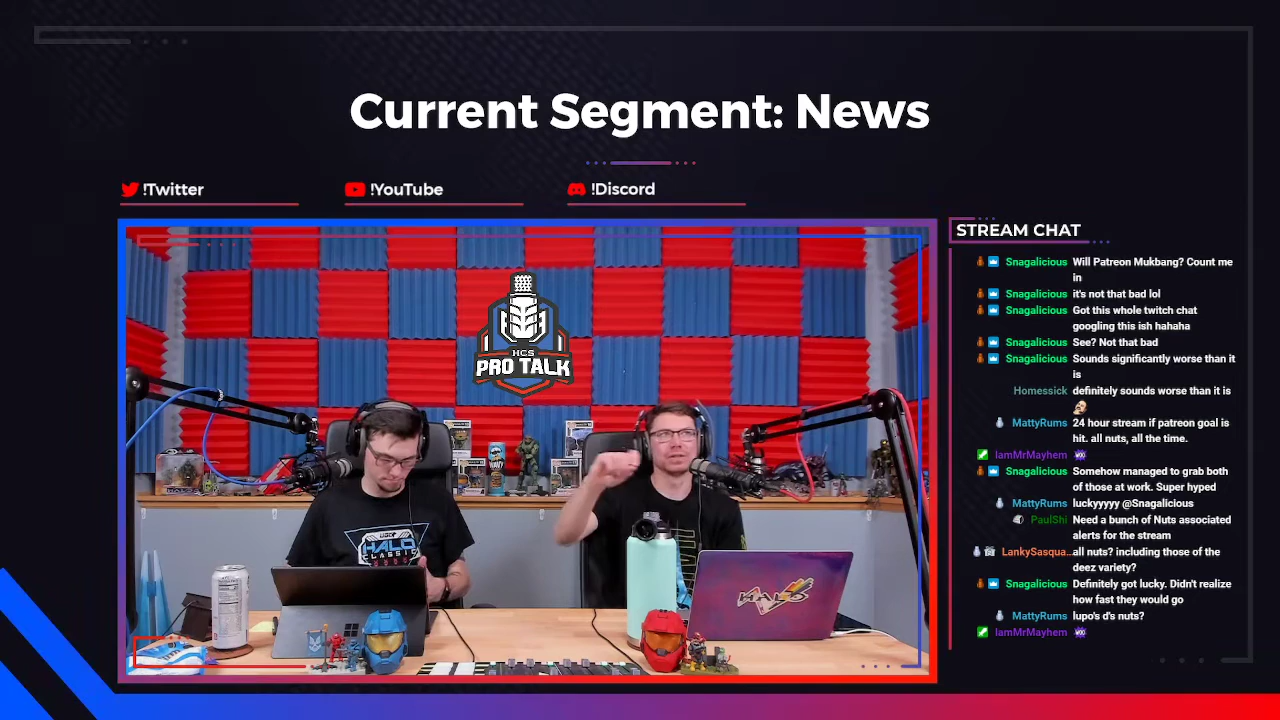 Current Segment: News
!Twitter
!YouTube
!Discord
STREAM CHAT
HCS
PRO TALK
HALO
CLASSIC
HALO
Snagalicious Will Patreon Mukbang? Count me
in
Snagalicious it's not that bad lol
Snagalicious Got this whole twitch chat
googling this ish hahaha
Snagalicious See? Not that bad
Snagalicious Sounds significantly worse than it
is
Homessick definitely sounds worse than it is
MattyRums 24 hour stream if patreon goal is
hit. all nuts, all the time.
IamMrMayhem
Snagalicious Somehow managed to grab both
of those at work. Super hyped
MattyRums luckyyyyy @Snagalicious
PaulShi Need a bunch of Nuts associated
alerts for the stream
LankySasqua... all nuts? including those of the
deez variety?
Snagalicious Definitely got lucky. Didn't realize
how fast they would go
MattyRums lupo's d's nuts?
IamMrMayhem